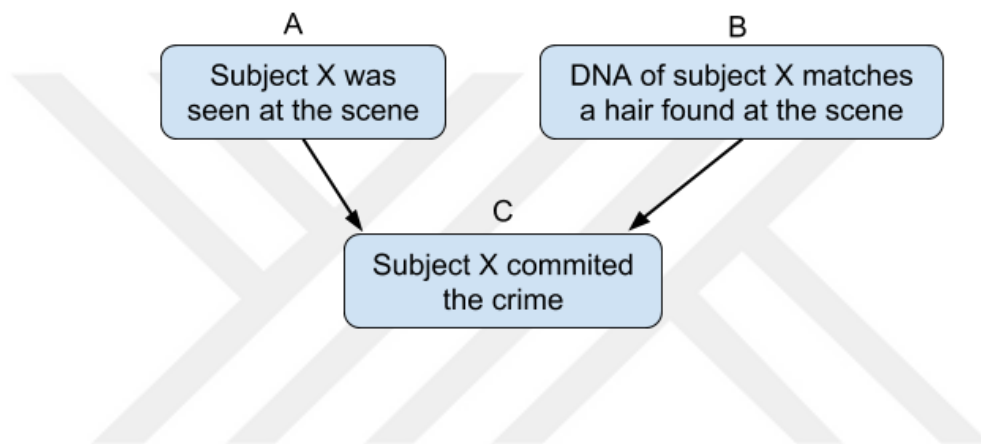 A
Subject X was
seen at the scene
B
DNA of subject X matches
a hair found at the scene
C
Subject X commited
the crime